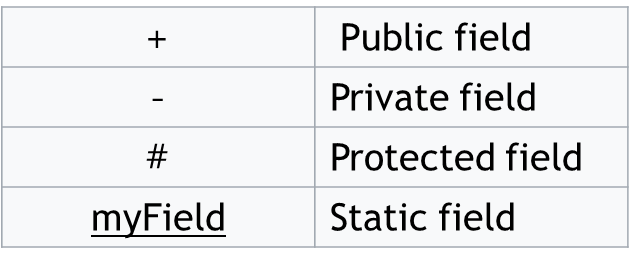 + Public field
- Private field
# Protected field
myField Static field